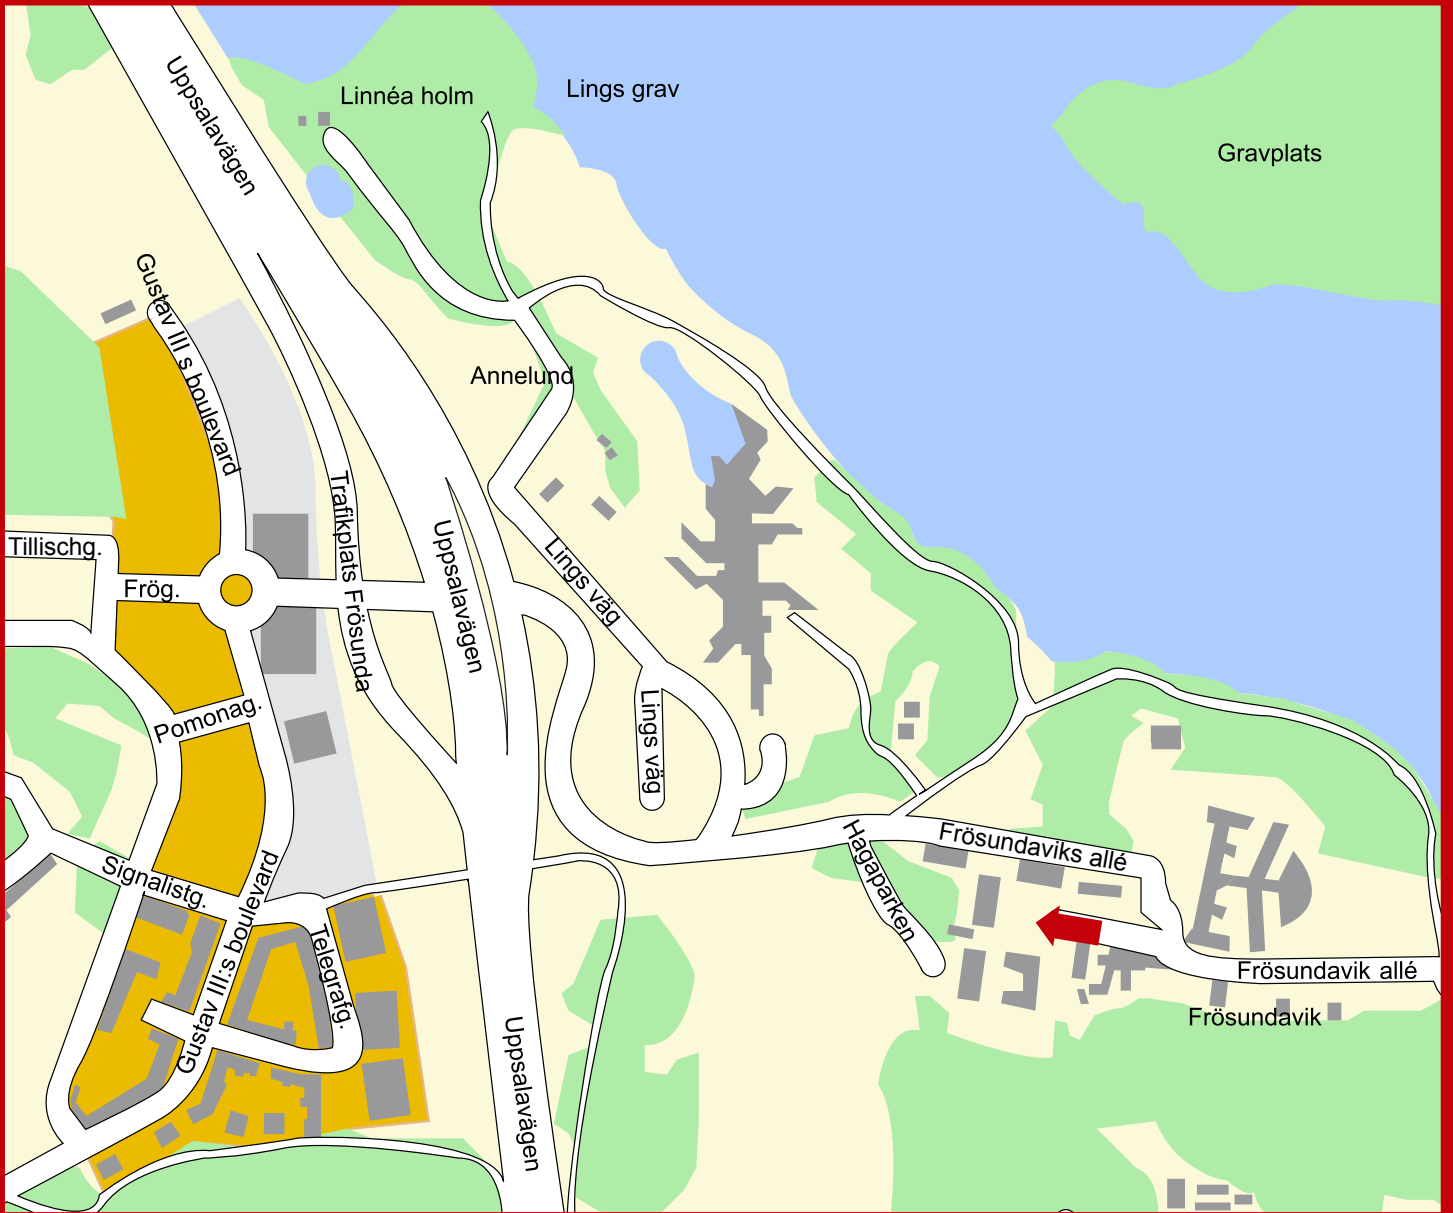 Uppsalavägen
Linnéa holm
Lings grav
Gravplats
Gustav III s boulevard
Annelund
Trafikplats Frösunda
Uppsalavägen
Tillischg.
Frög.
Lings väg
Pomonag.
Lings väg
Signalistg.
Hagaparken
Frösundaviks allé
Gustav III:s boulevard
Telegrafg.
Frösundavik allé
Frösundavik
Uppsalavägen